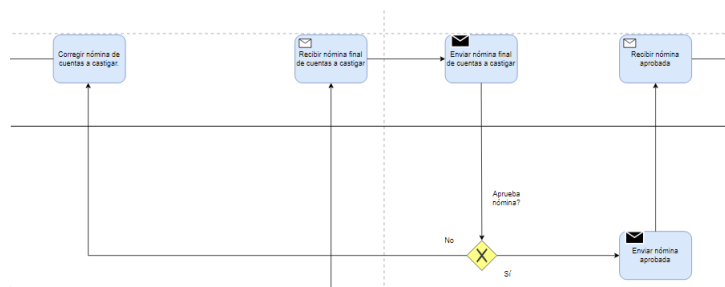 Corregir nómina de
cuentas a castigar.
Recibir nómina final
de cuentas a castigar
Enviar nómina final
de cuentas a castigar
Recibir nómina
aprobada
Aprueba
nómina?
No
Sí
Enviar nómina
aprobada